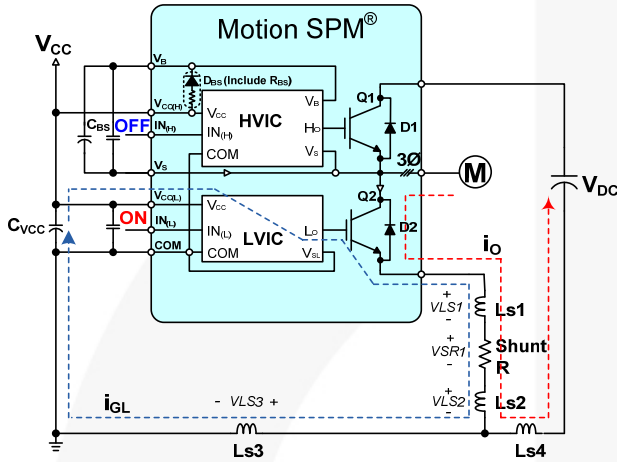 Motion SPM®
VCC
VB
DBS (Include RBS)
Q1
VCC(H)
VCC
HVIC
VB
D1
CBS
OFF
IN(H)
IN(H)
HO
COM
VS
VS
3Ø
M
VDC
VCC(L)
Q2
CVCC
ON
VCC
LVIC
LO
D2
IN(L)
IN(L)
COM
COM
VSL
iO
+
VLS1
-
Ls1
+
VSR1
-
Shunt
R
+
VLS2
-
Ls2
iGL
- VLS3 +
Ls3
Ls4